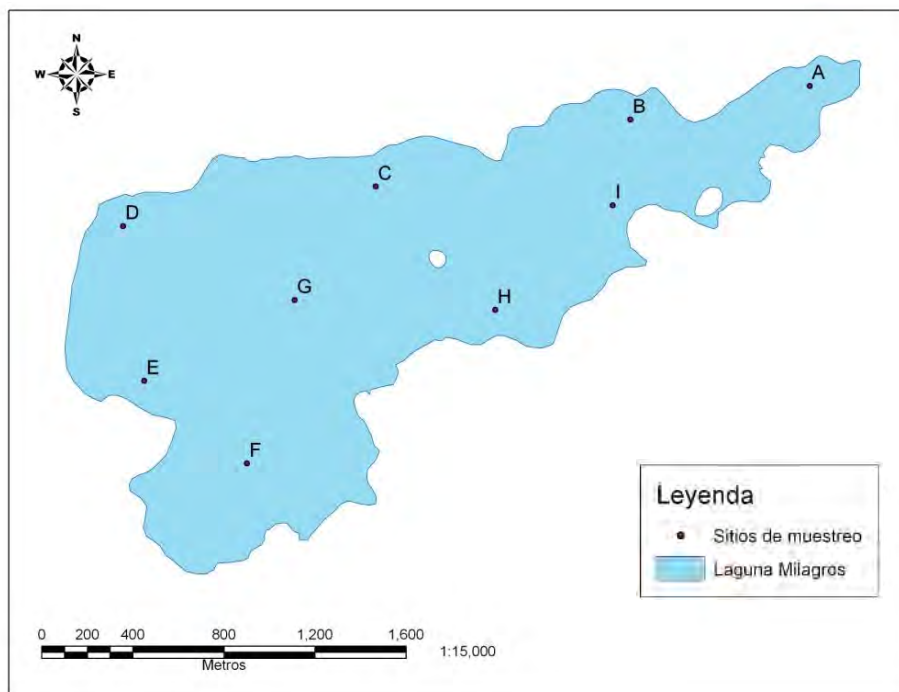 N
W E
S
A
B
C
I
D
G
H
E
F
Leyenda
Sitios de muestreo
Laguna Milagros
0 200 400 800 1,200 1,600
Metros
1:15,000